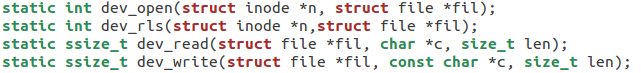 static int dev_open(struct inode *n, struct file *fil);
static int dev_rls(struct inode *n,struct file *fil);
static ssize_t dev_read(struct file *fil, char *c, size_t len);
static ssize_t dev_write(struct file *fil, const char *c, size_t len);